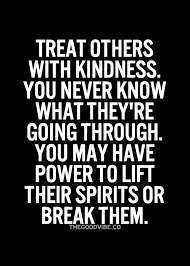 TREAT OTHERS
WITH KINDNESS.
YOU NEVER KNOW
WHAT THEY'RE
GOING THROUGH.
YOU MAY HAVE
POWER TO LIFT
THEIR SPIRITS OR
BREAK THEM.
THEGOODVIBE.CO